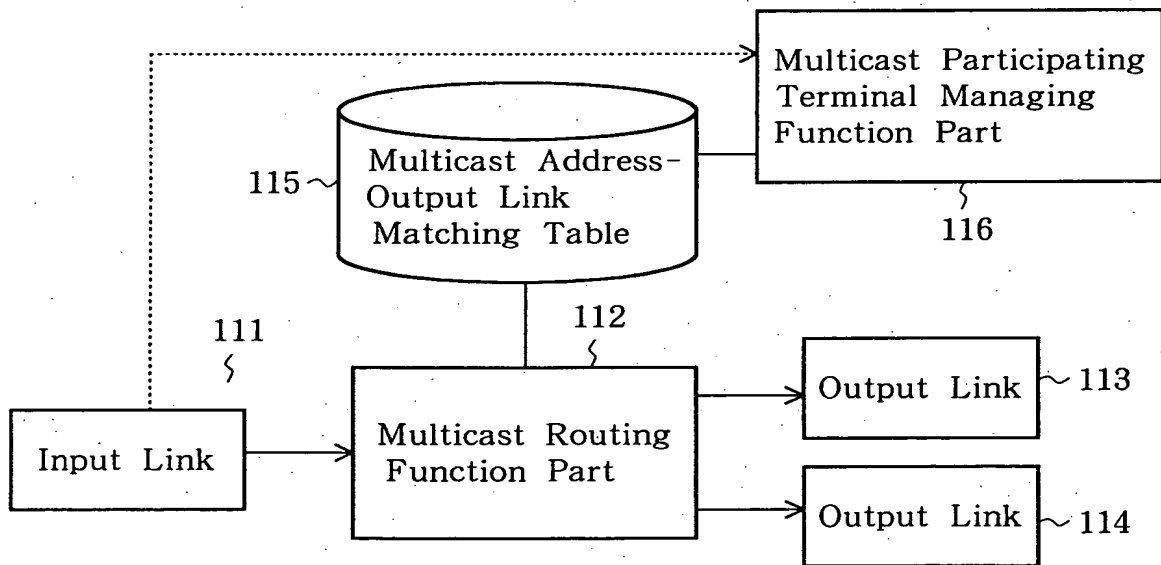 Multicast Participating
Terminal Managing
Function Part
116
Multicast Address-
Output Link
Matching Table
115
111
112
Input Link
Multicast Routing
Function Part
Output Link
113
Output Link
114